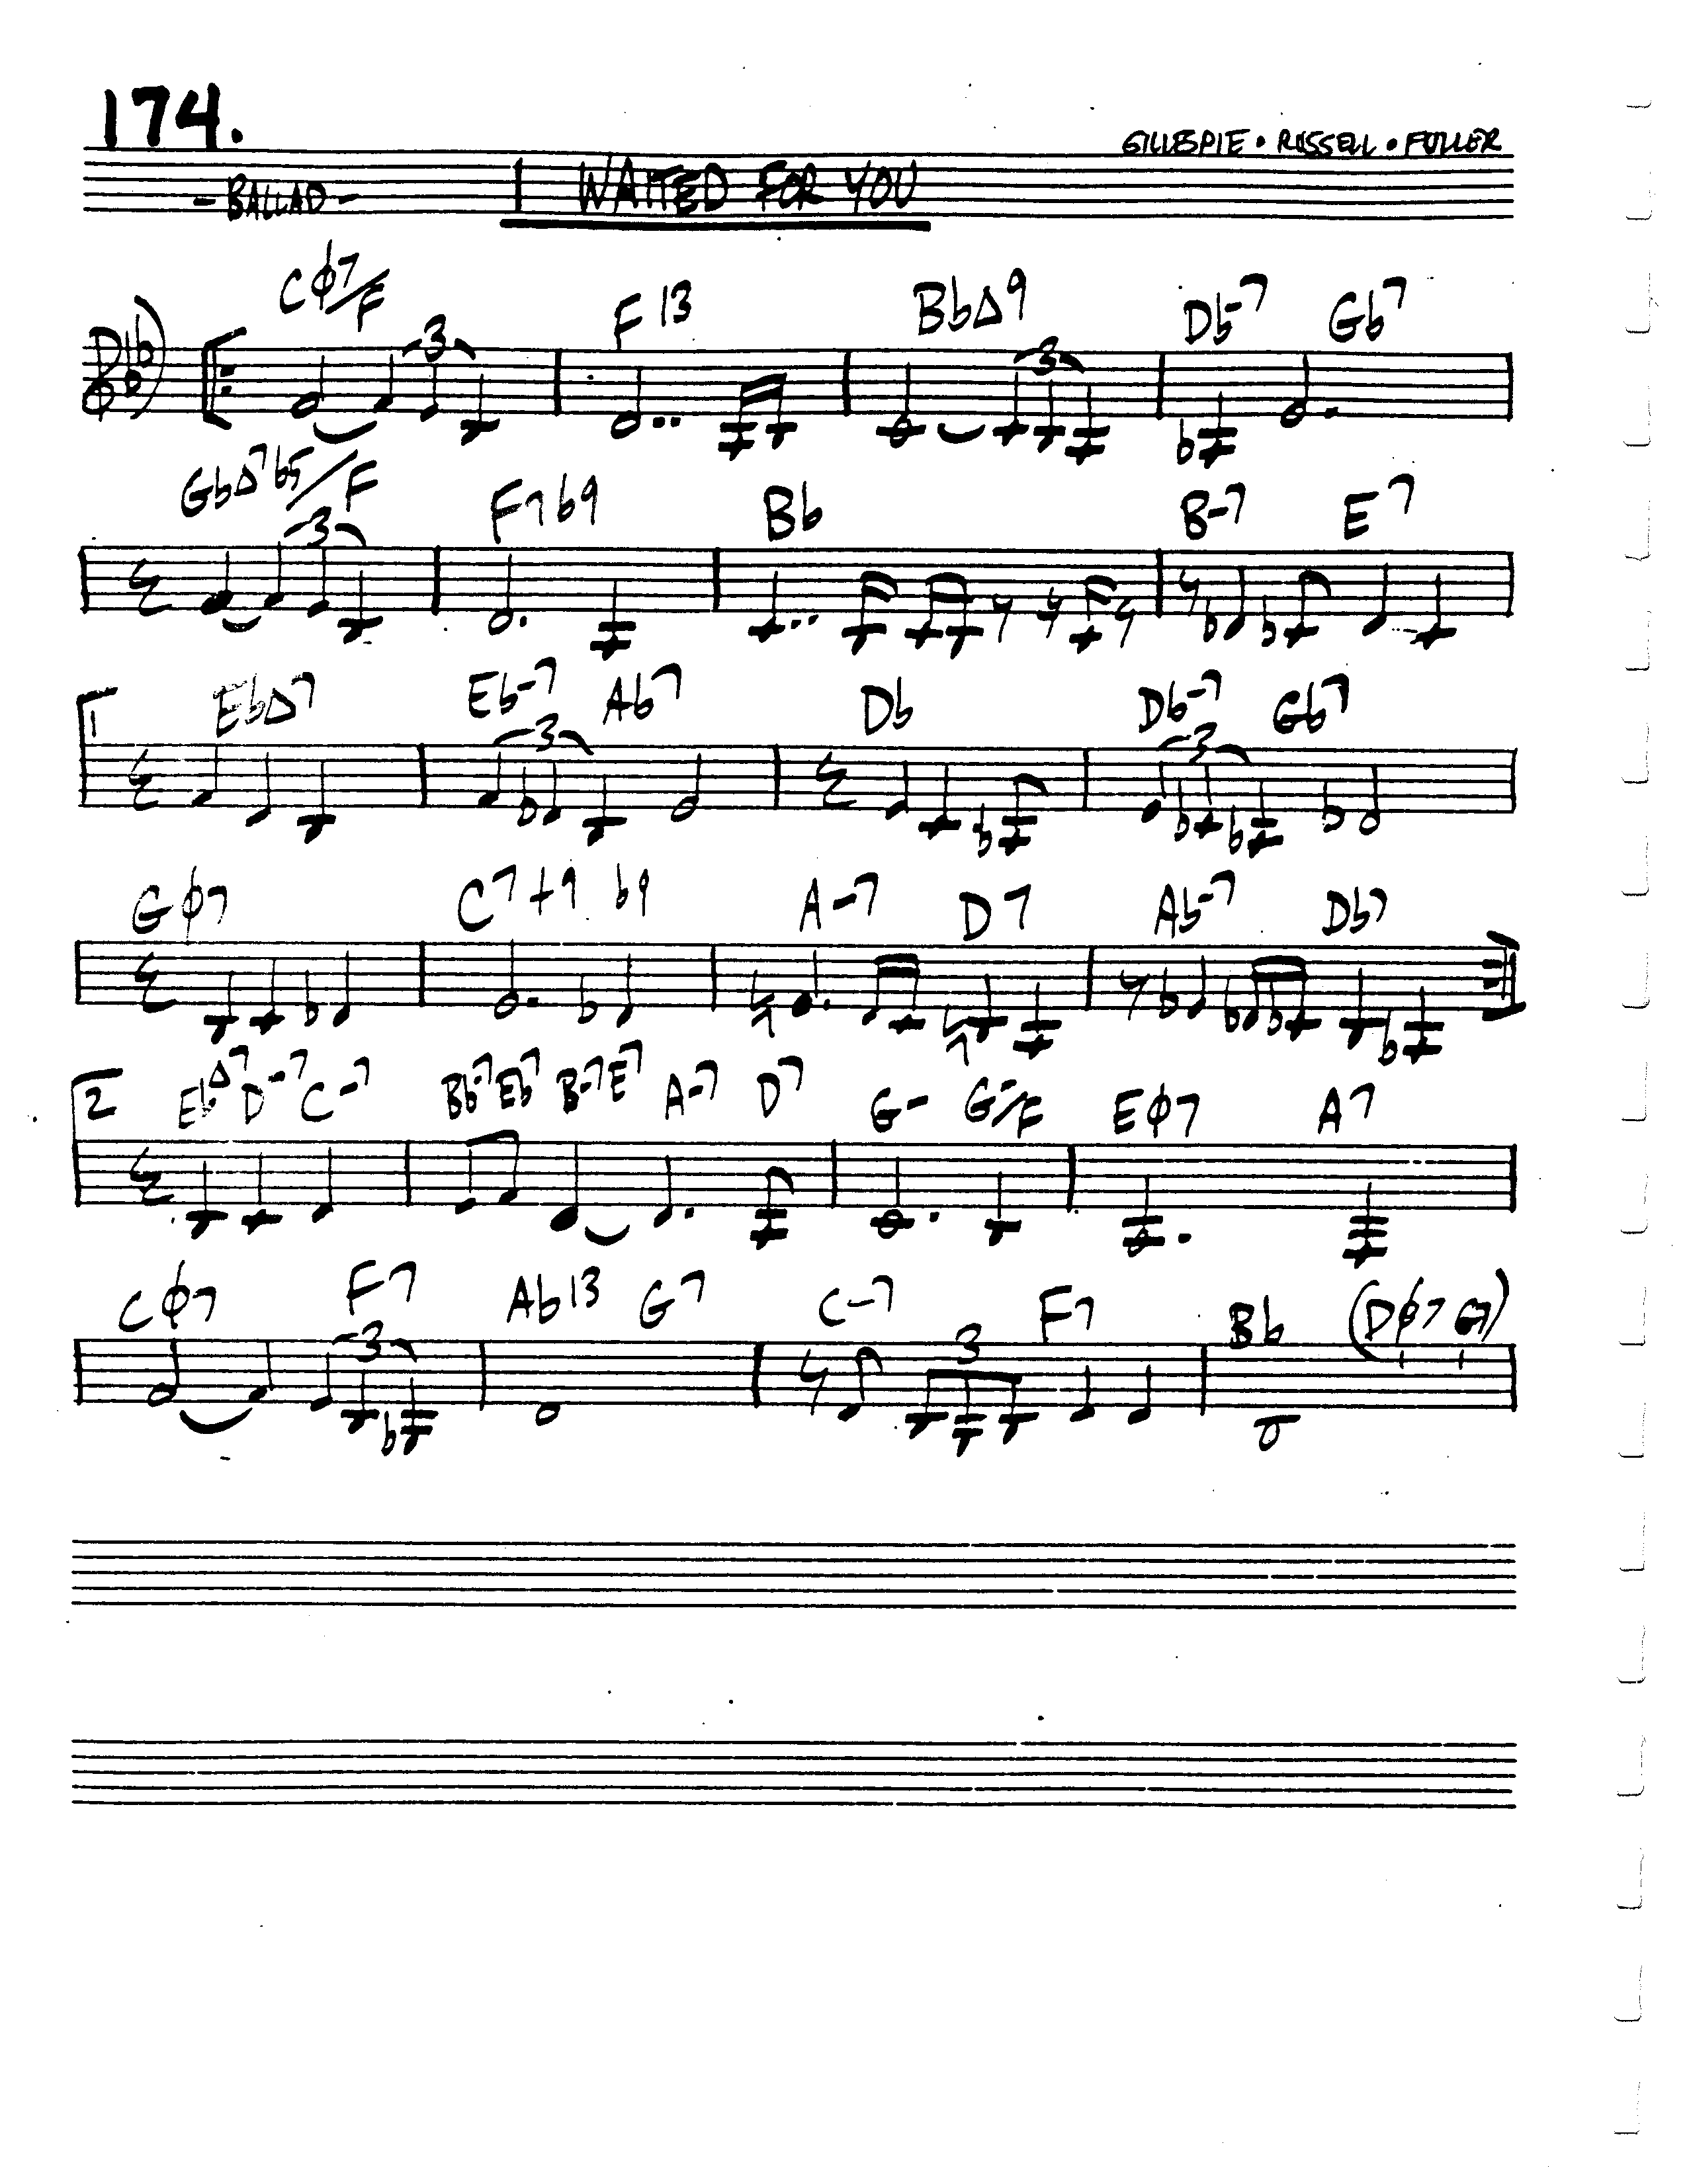 174.
GILLESPIE • RUSSELL • FULLER
- BALLAD - I WAITED FOR YOU
Cø7/F F13 BbΔ9 Db-7 Gb7
3 3
GbΔ7b5/F F7b9 Bb B-7 E7
3
1 EbΔ7 Eb-7 Ab7 Db Db-7 Gb7
3 3
Gø7 C7+9 b9 A-7 D7 Ab-7 Db7
2 EbΔ7 D-7 C-7 Bb-7 Eb7 B-7 E7 A-7 D7 G- G-/F Eø7 A7
Cø7 F7 Ab13 G7 C-7 F7 Bb (Dø7 G7)
3 3